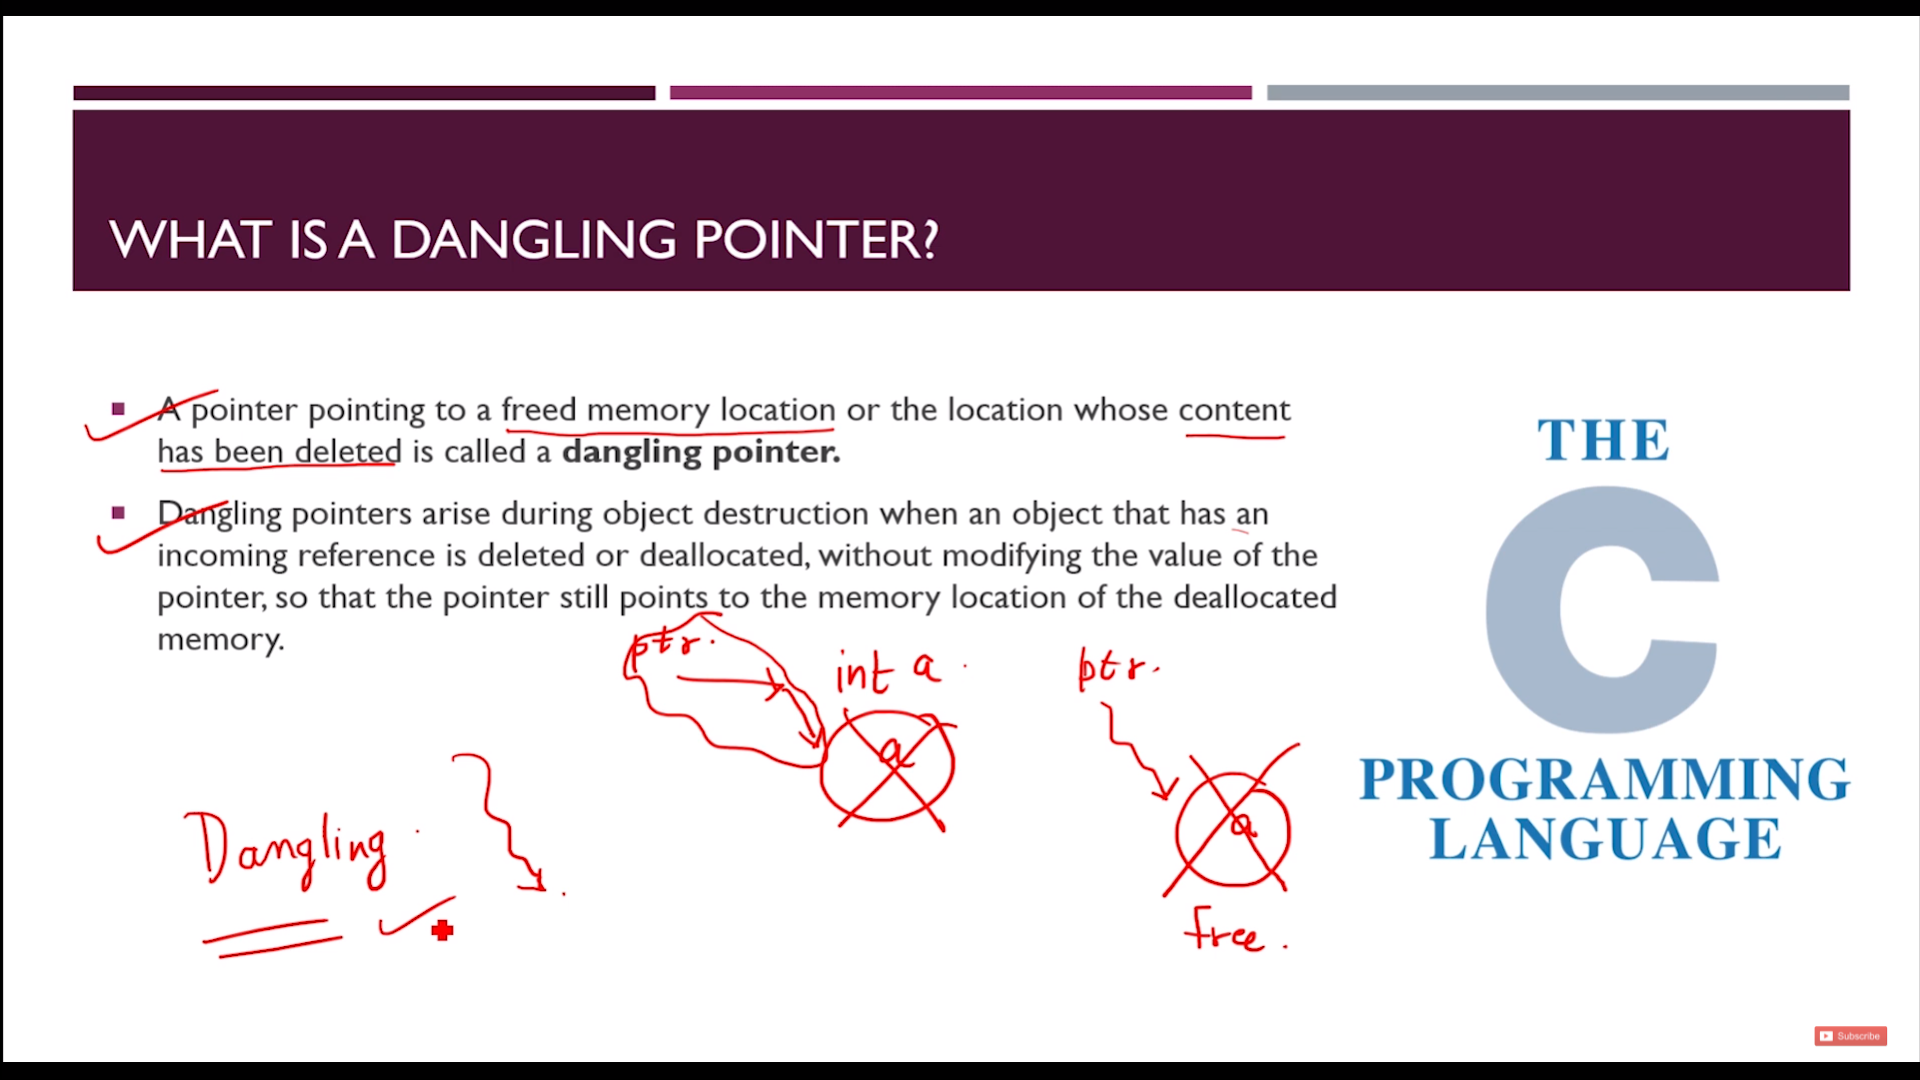 WHAT IS A DANGLING POINTER?
A pointer pointing to a freed memory location or the location whose content
has been deleted is called a dangling pointer.
Dangling pointers arise during object destruction when an object that has an
incoming reference is deleted or deallocated, without modifying the value of the
pointer, so that the pointer still points to the memory location of the deallocated
memory.
ptr.
int a
a
ptr.
a
free.
Dangling
THE
C
PROGRAMMING
LANGUAGE
Subscribe